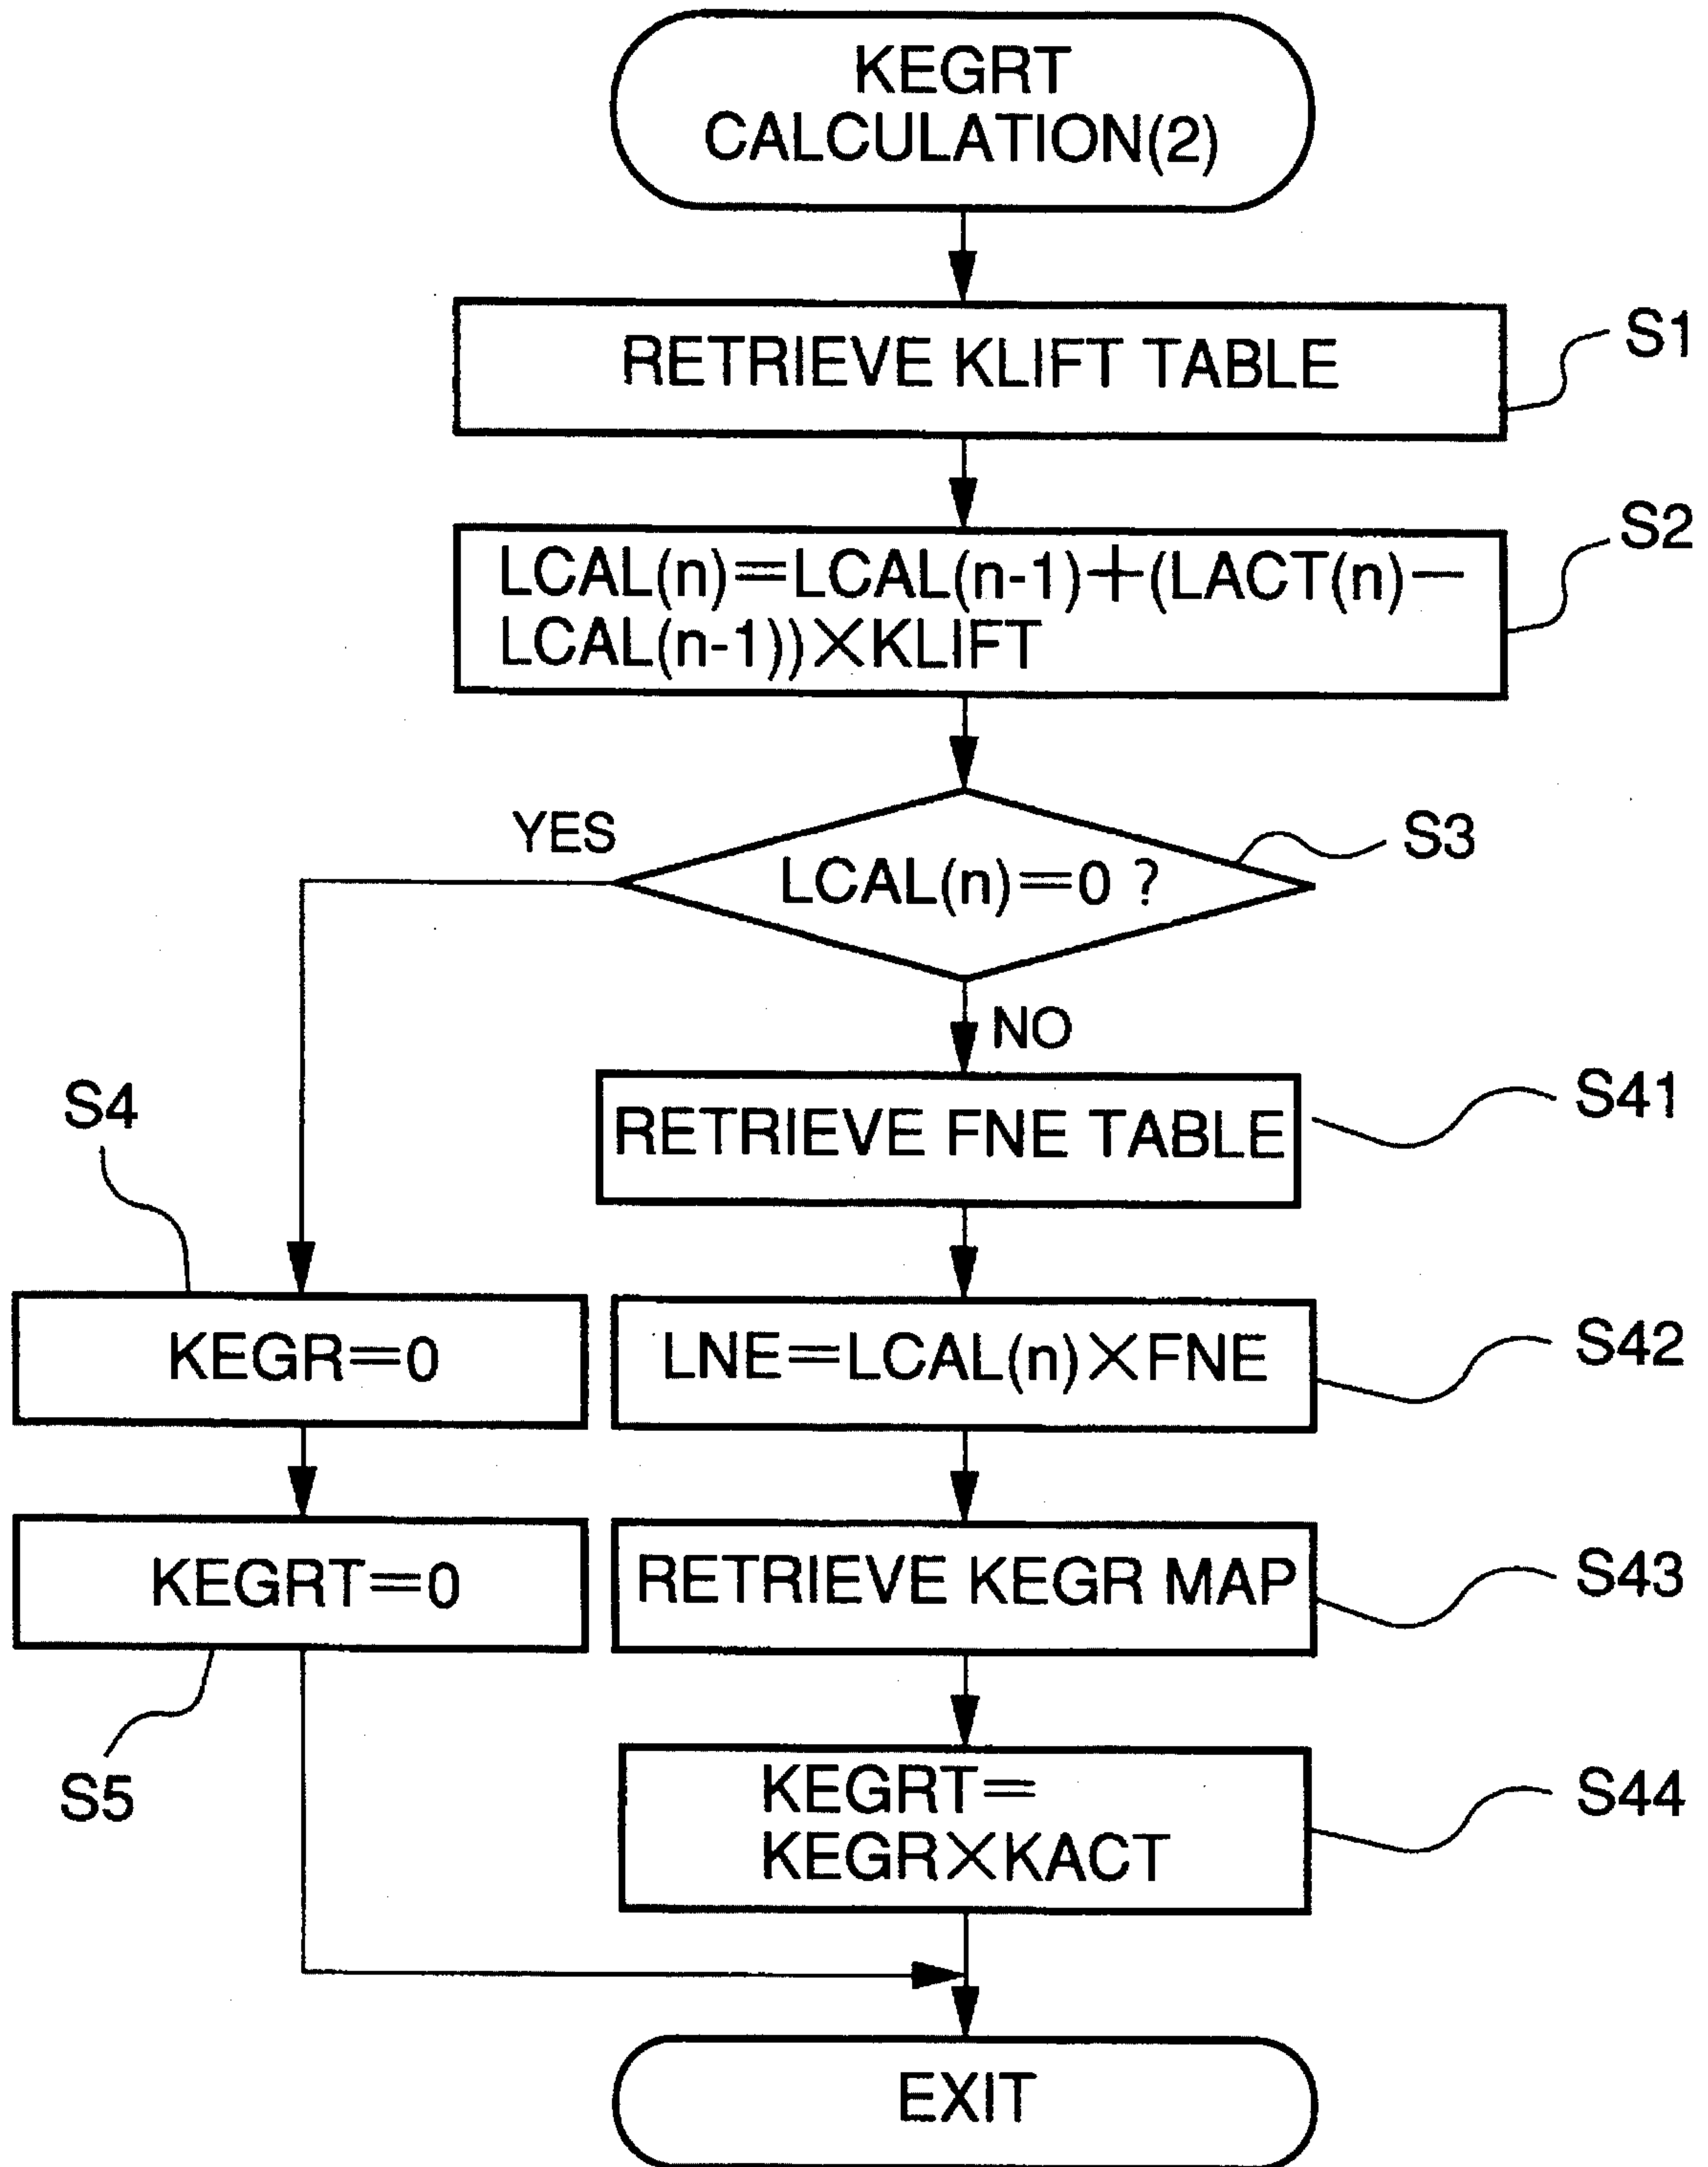 KEGRT
CALCULATION(2)
RETRIEVE KLIFT TABLE
S1
LCAL(n)=LCAL(n-1)+(LACT(n)-
LCAL(n-1))×KLIFT
S2
YES
LCAL(n)=0 ?
S3
NO
RETRIEVE FNE TABLE
S41
S4
KEGR=0
LNE=LCAL(n)×FNE
S42
KEGRT=0
RETRIEVE KEGR MAP
S43
S5
KEGRT=
KEGR×KACT
S44
EXIT